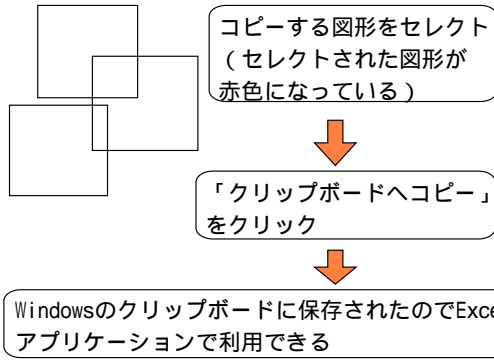 コピーする図形をセレクト
（セレクトされた図形が
赤色になっている）
「クリップボードへコピー」
をクリック
Windowsのクリップボードに保存されたのでExce
アプリケーションで利用できる